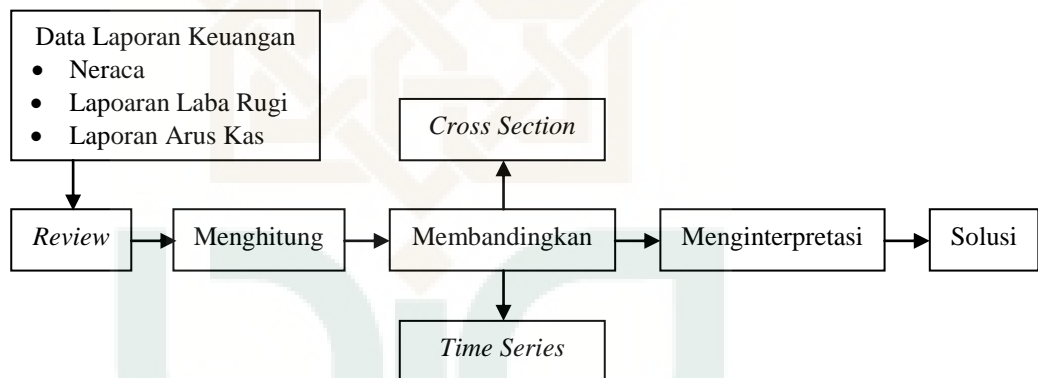 Data Laporan Keuangan
• Neraca
• Lapoaran Laba Rugi
• Laporan Arus Kas
Cross Section
Review
Menghitung
Membandingkan
Menginterpretasi
Solusi
Time Series